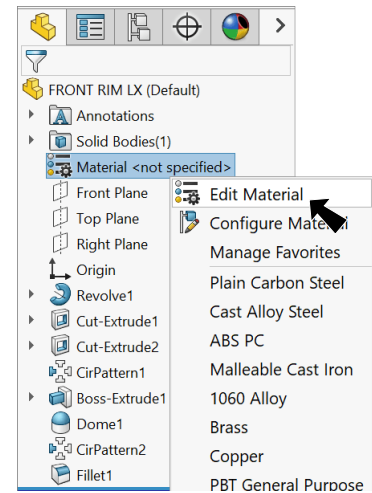 FRONT RIM LX (Default)
Annotations
Solid Bodies(1)
Material <not specified>
Front Plane
Top Plane
Right Plane
Origin
Revolve1
Cut-Extrude1
Cut-Extrude2
CirPattern1
Boss-Extrude1
Dome1
CirPattern2
Fillet1
Edit Material
Configure Material
Manage Favorites
Plain Carbon Steel
Cast Alloy Steel
ABS PC
Malleable Cast Iron
1060 Alloy
Brass
Copper
PBT General Purpose